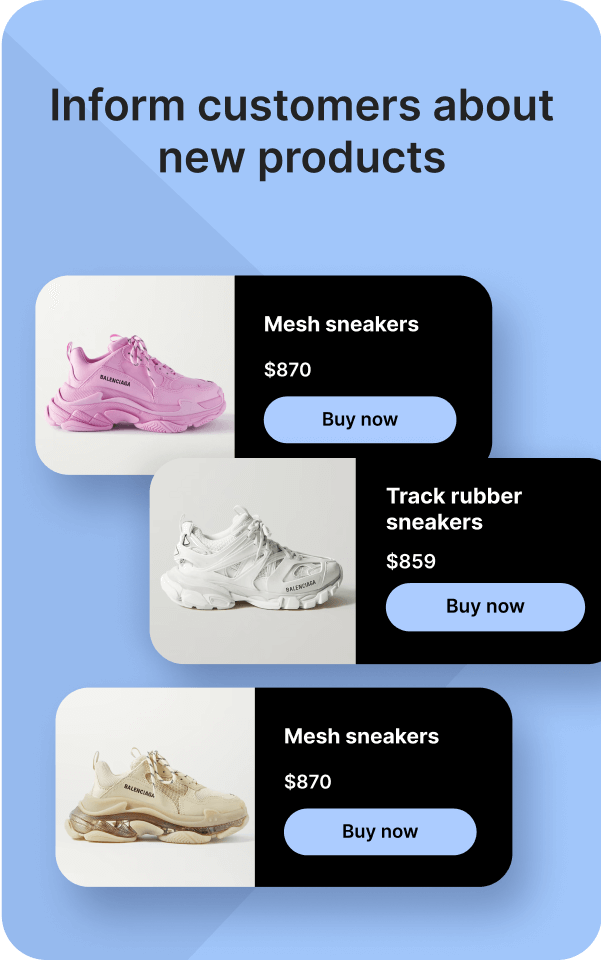 Inform customers about
new products
Mesh sneakers
$870
Buy now
BALENCIAGA
Track rubber
sneakers
$859
Buy now
BALENCIAGA
Mesh sneakers
$870
Buy now
BALENCIAGA